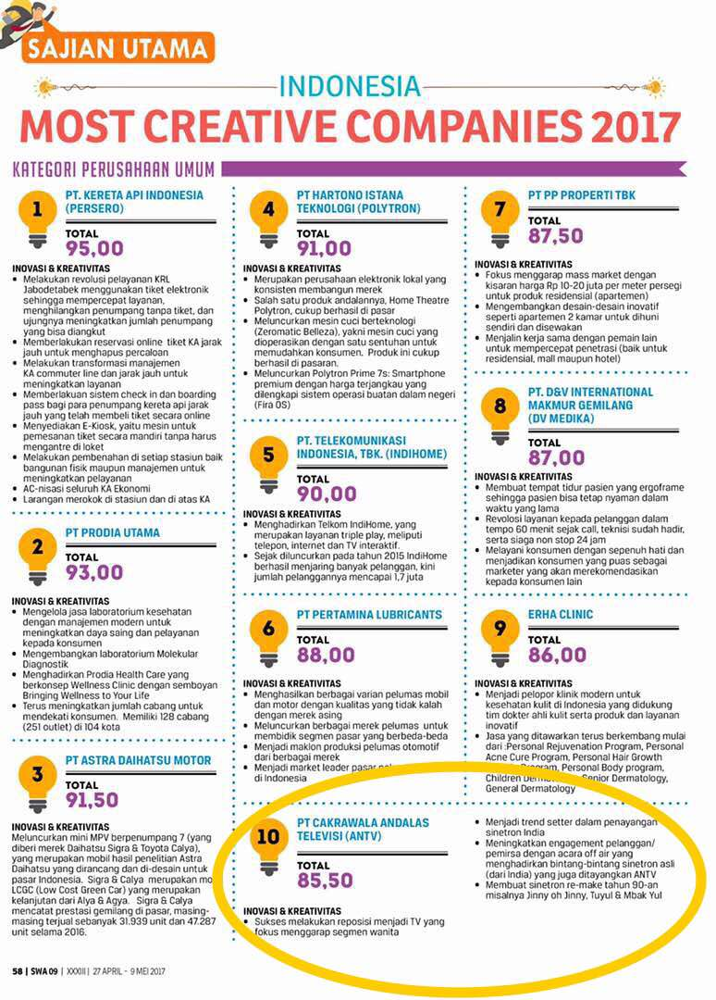 SAJIAN UTAMA
INDONESIA
MOST CREATIVE COMPANIES 2017
KATEGORI PERUSAHAAN UMUM
1
PT. KERETA API INDONESIA
(PERSERO)
TOTAL
95,00
INOVASI & KREATIVITAS
• Melakukan revolusi pelayanan KRL
Jabodetabek menggunakan tiket elektronik
sehingga mempercepat layanan,
menghilangkan penumpang tanpa tiket, dan
ujungnya meningkatkan jumlah penumpang
yang bisa diangkut
• Memberlakukan reservasi online tiket KA jarak
jauh untuk menghapus percaloan
• Melakukan transformasi manajemen
KA commuter line dan jarak jauh untuk
meningkatkan layanan
• Memberlakuan sistem check in dan boarding
pass bagi para penumpang kereta api jarak
jauh yang telah membeli tiket secara online
• Menyediakan E-Kiosk, yaitu mesin untuk
pemesanan tiket secara mandiri tanpa harus
mengantre di loket
• Melakukan pembenahan di setiap stasiun baik
bangunan fisik maupun manajemen untuk
meningkatkan pelayanan
• AC-nisasi seluruh KA Ekonomi
• Larangan merokok di stasiun dan di atas KA
2
PT PRODIA UTAMA
TOTAL
93,00
INOVASI & KREATIVITAS
• Mengelola jasa laboratorium kesehatan
dengan manajemen modern untuk
meningkatkan daya saing dan pelayanan
kepada konsumen
• Mengembangkan laboratorium Molekular
Diagnostik
• Menghadirkan Prodia Health Care yang
berkonsep Wellness Clinic dengan semboyan
Bringing Wellness to Your Life
• Terus meningkatkan jumlah cabang untuk
mendekati konsumen. Memiliki 128 cabang
(251 outlet) di 104 kota
3
PT ASTRA DAIHATSU MOTOR
TOTAL
91,50
INOVASI & KREATIVITAS
Meluncurkan mini MPV berpenumpang 7 (yang
diberi merek Daihatsu Sigra & Toyota Calya),
yang merupakan mobil hasil penelitian Astra
Daihatsu yang dirancang dan di-desain untuk
pasar Indonesia. Sigra & Calya merupakan mo
LCGC (Low Cost Green Car) yang merupakan
kelanjutan dari Alya & Agya. Sigra & Calya
mencatat prestasi gemilang di pasar, masing-
masing terjual sebanyak 31.939 unit dan 47.287
unit selama 2016.
4
PT HARTONO ISTANA
TEKNOLOGI (POLYTRON)
TOTAL
91,00
INOVASI & KREATIVITAS
• Merupakan perusahaan elektronik lokal yang
konsisten membangun merek
• Salah satu produk andalannya, Home Theatre
Polytron, cukup berhasil di pasar
• Meluncurkan mesin cuci berteknologi
(Zeromatic Belleza), yakni mesin cuci yang
dioperasikan dengan satu sentuhan untuk
memudahkan konsumen. Produk ini cukup
berhasil di pasaran.
• Meluncurkan Polytron Prime 7s: Smartphone
premium dengan harga terjangkau yang
dilengkapi sistem operasi buatan dalam negeri
(Fira OS)
5
PT. TELEKOMUNIKASI
INDONESIA, TBK. (INDIHOME)
TOTAL
90,00
INOVASI & KREATIVITAS
• Menghadirkan Telkom IndiHome, yang
merupakan layanan triple play, meliputi
telepon, internet dan TV interaktif.
• Sejak diluncurkan pada tahun 2015 IndiHome
berhasil menjaring banyak pelanggan, kini
jumlah pelanggannya mencapai 1,7 juta
6
PT PERTAMINA LUBRICANTS
TOTAL
88,00
INOVASI & KREATIVITAS
• Menghasilkan berbagai varian pelumas mobil
dan motor dengan kualitas yang tidak kalah
dengan merek asing
• Meluncurkan berbagai merek pelumas untuk
membidik segmen pasar yang berbeda-beda
• Menjadi maklon produksi pelumas otomotif
dari berbagai merek
• Menjadi market leader pasar
di Indonesia
7
PT PP PROPERTI TBK
TOTAL
87,50
INOVASI & KREATIVITAS
• Fokus menggarap mass market dengan
kisaran harga Rp 10-20 juta per meter persegi
untuk produk residensial (apartemen)
• Mengembangkan desain-desain inovatif
seperti apartemen 2 kamar untuk dihuni
sendiri dan disewakan
• Menjalin kerja sama dengan pemain lain
untuk mempercepat penetrasi (baik untuk
residensial, mall maupun hotel)
8
PT. D&V INTERNATIONAL
MAKMUR GEMILANG
(DV MEDIKA)
TOTAL
87,00
INOVASI & KREATIVITAS
• Membuat tempat tidur pasien yang ergoframe
sehingga pasien bisa tetap nyaman dalam
waktu yang lama
• Revolosi layanan kepada pelanggan dalam
tempo 60 menit sejak call, teknisi sudah hadir,
serta siaga non stop 24 jam
• Melayani konsumen dengan sepenuh hati dan
menjadikan konsumen yang puas sebagai
marketer yang akan merekomendasikan
kepada konsumen lain
9
ERHA CLINIC
TOTAL
86,00
INOVASI & KREATIVITAS
• Menjadi pelopor klinik modern untuk
kesehatan kulit di Indonesia yang didukung
tim dokter ahli kulit serta produk dan layanan
inovatif
• Jasa yang ditawarkan terus berkembang mulai
dari :Personal Rejuvenation Program, Personal
Acne Cure Program, Personal Hair Growth
Program, Personal Body program,
Children Senior Dermatology,
General Dermatology
10
PT CAKRAWALA ANDALAS
TELEVISI (ANTV)
TOTAL
85,50
INOVASI & KREATIVITAS
• Sukses melakukan reposisi menjadi TV yang
fokus menggarap segmen wanita
• Menjadi trend setter dalam penayangan
sinetron India
• Meningkatkan engagement pelanggan/
pemirsa dengan acara off air yang
menghadirkan bintang-bintang sinetron asli
(dari India) yang juga ditayangkan ANTV
• Membuat sinetron re-make tahun 90-an
misalnya Jinny oh Jinny, Tuyul & Mbak Yul
58 | SWA 09 | XXXIII | 27 APRIL - 9 MEI 2017